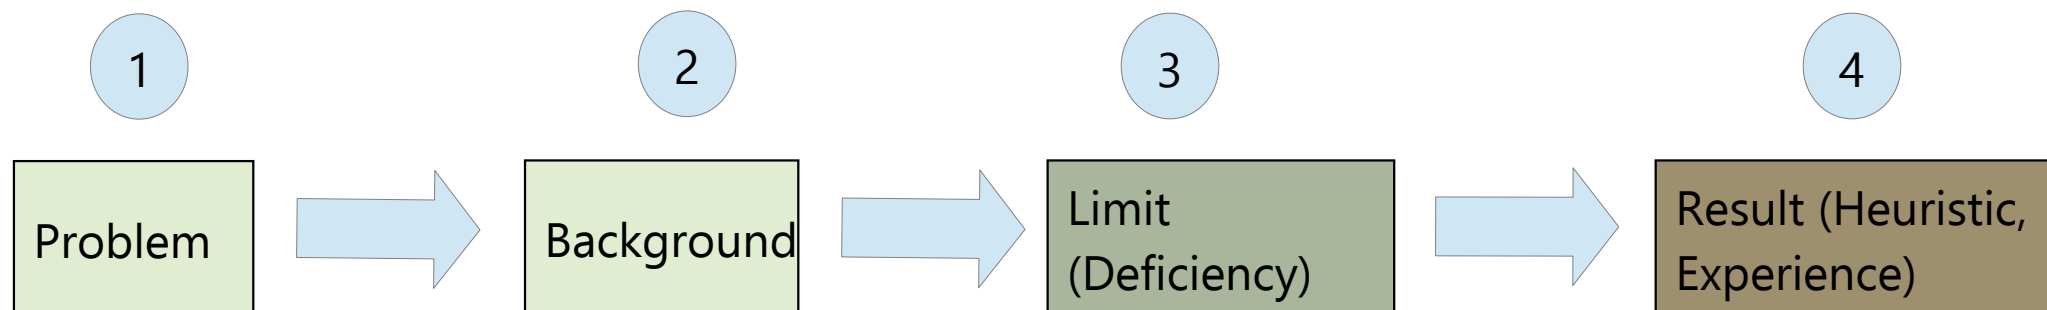 1
2
3
4
Problem
Background
Limit
(Deficiency)
Result (Heuristic,
Experience)